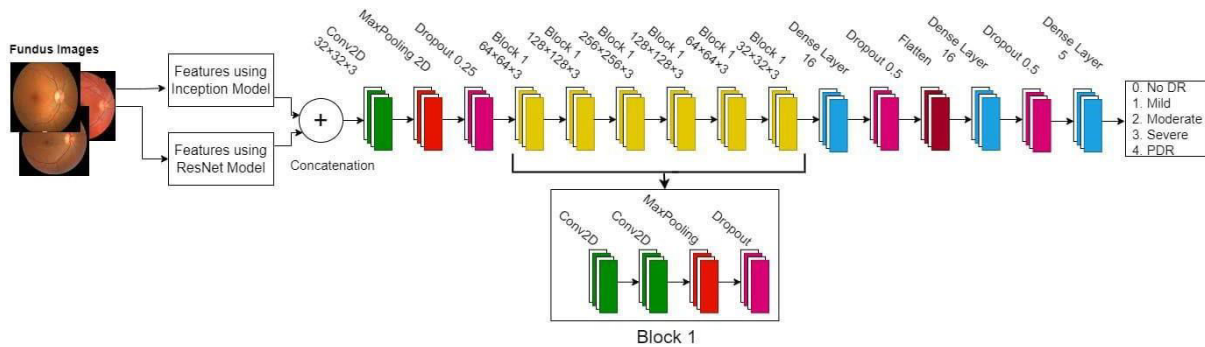 Fundus Images
Features using
Inception Model
Features using
ResNet Model
+
Concatenation
Conv2D
32×32×3
MaxPooling 2D
Dropout 0.25
Block 1
64×64×3
Block 1
128×128×3
Block 1
256×256×3
Block 1
128×128×3
Block 1
64×64×3
Block 1
32×32×3
Dense Layer
16
Dropout 0.5
Flatten
Dense Layer
16
Dropout 0.5
Dense Layer
5
0. No DR
1. Mild
2. Moderate
3. Severe
4. PDR
Conv2D
Conv2D
MaxPooling
Dropout
Block 1